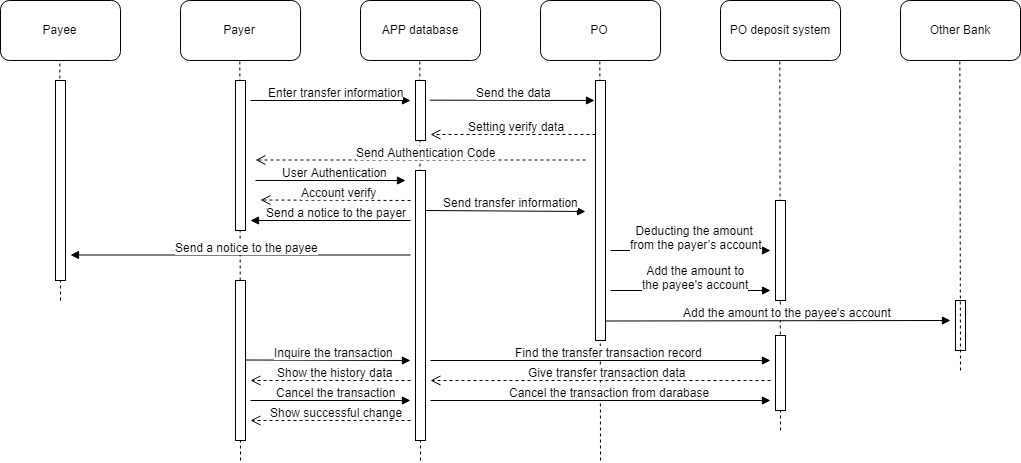 Payee
Payer
APP database
PO
PO deposit system
Other Bank
Enter transfer information
Send the data
Setting verify data
Send Authentication Code
User Authentication
Account verify
Send transfer information
Send a notice to the payer
Deducting the amount
from the payer's account
Send a notice to the payee
Add the amount to
the payee's account
Add the amount to the payee's account
Inquire the transaction
Find the transfer transaction record
Show the history data
Give transfer transaction data
Cancel the transaction
Cancel the transaction from darabase
Show successful change